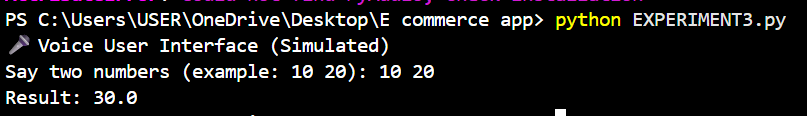 PS C:\Users\USER\OneDrive\Desktop\E commerce app> python EXPERIMENT3.py
🎤 Voice User Interface (Simulated)
Say two numbers (example: 10 20): 10 20
Result: 30.0